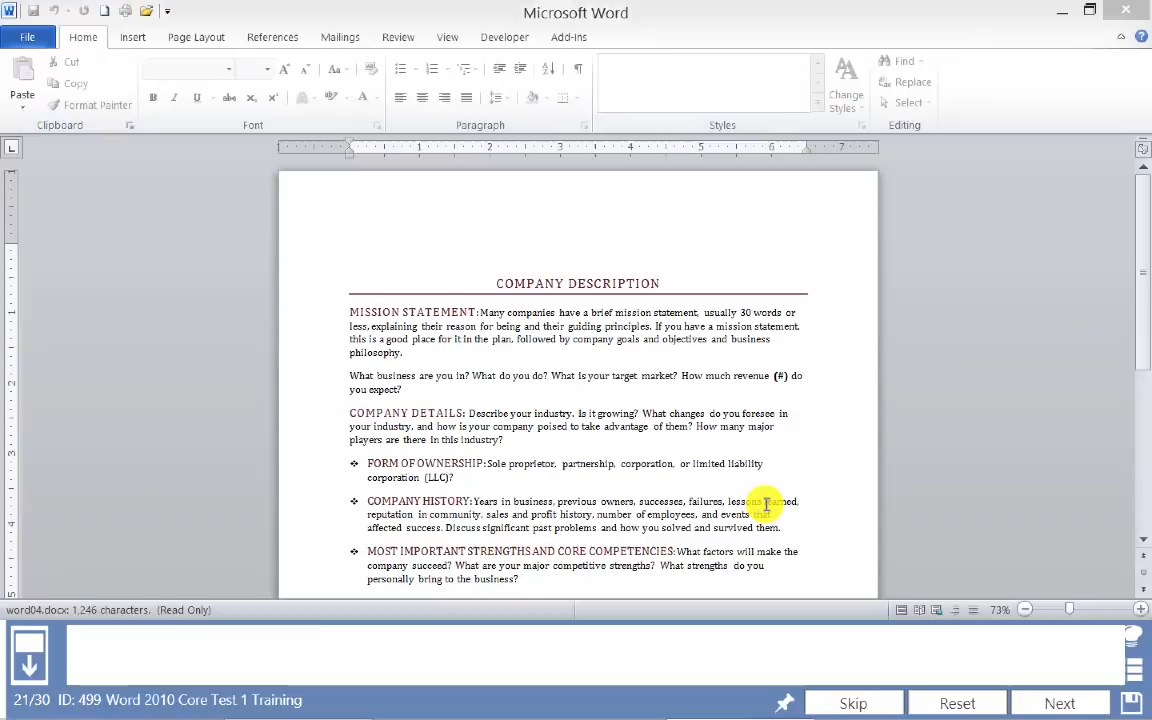 Microsoft Word
File Home Insert Page Layout References Mailings Review View Developer Add-Ins
Paste
Cut
Copy
Format Painter
Clipboard
Aa
B I U abc x₂ x² A A
Font
Paragraph
Change
Styles
Styles
Find
Replace
Select
Editing
1 2 3 4 5 6 7
COMPANY DESCRIPTION
MISSION STATEMENT: Many companies have a brief mission statement, usually 30 words or
less, explaining their reason for being and their guiding principles. If you have a mission statement,
this is a good place for it in the plan, followed by company goals and objectives and business
philosophy.
What business are you in? What do you do? What is your target market? How much revenue (#) do
you expect?
COMPANY DETAILS: Describe your industry. Is it growing? What changes do you foresee in
your industry, and how is your company poised to take advantage of them? How many major
players are there in this industry?
❖ FORM OF OWNERSHIP: Sole proprietor, partnership, corporation, or limited liability
corporation (LLC)?
❖ COMPANY HISTORY: Years in business, previous owners, successes, failures, lessons learned,
reputation in community, sales and profit history, number of employees, and events that
affected success. Discuss significant past problems and how you solved and survived them.
❖ MOST IMPORTANT STRENGTHS AND CORE COMPETENCIES: What factors will make the
company succeed? What are your major competitive strengths? What strengths do you
personally bring to the business?
word04.docx: 1,246 characters. (Read Only)
73%
21/30 ID: 499 Word 2010 Core Test 1 Training
Skip Reset Next